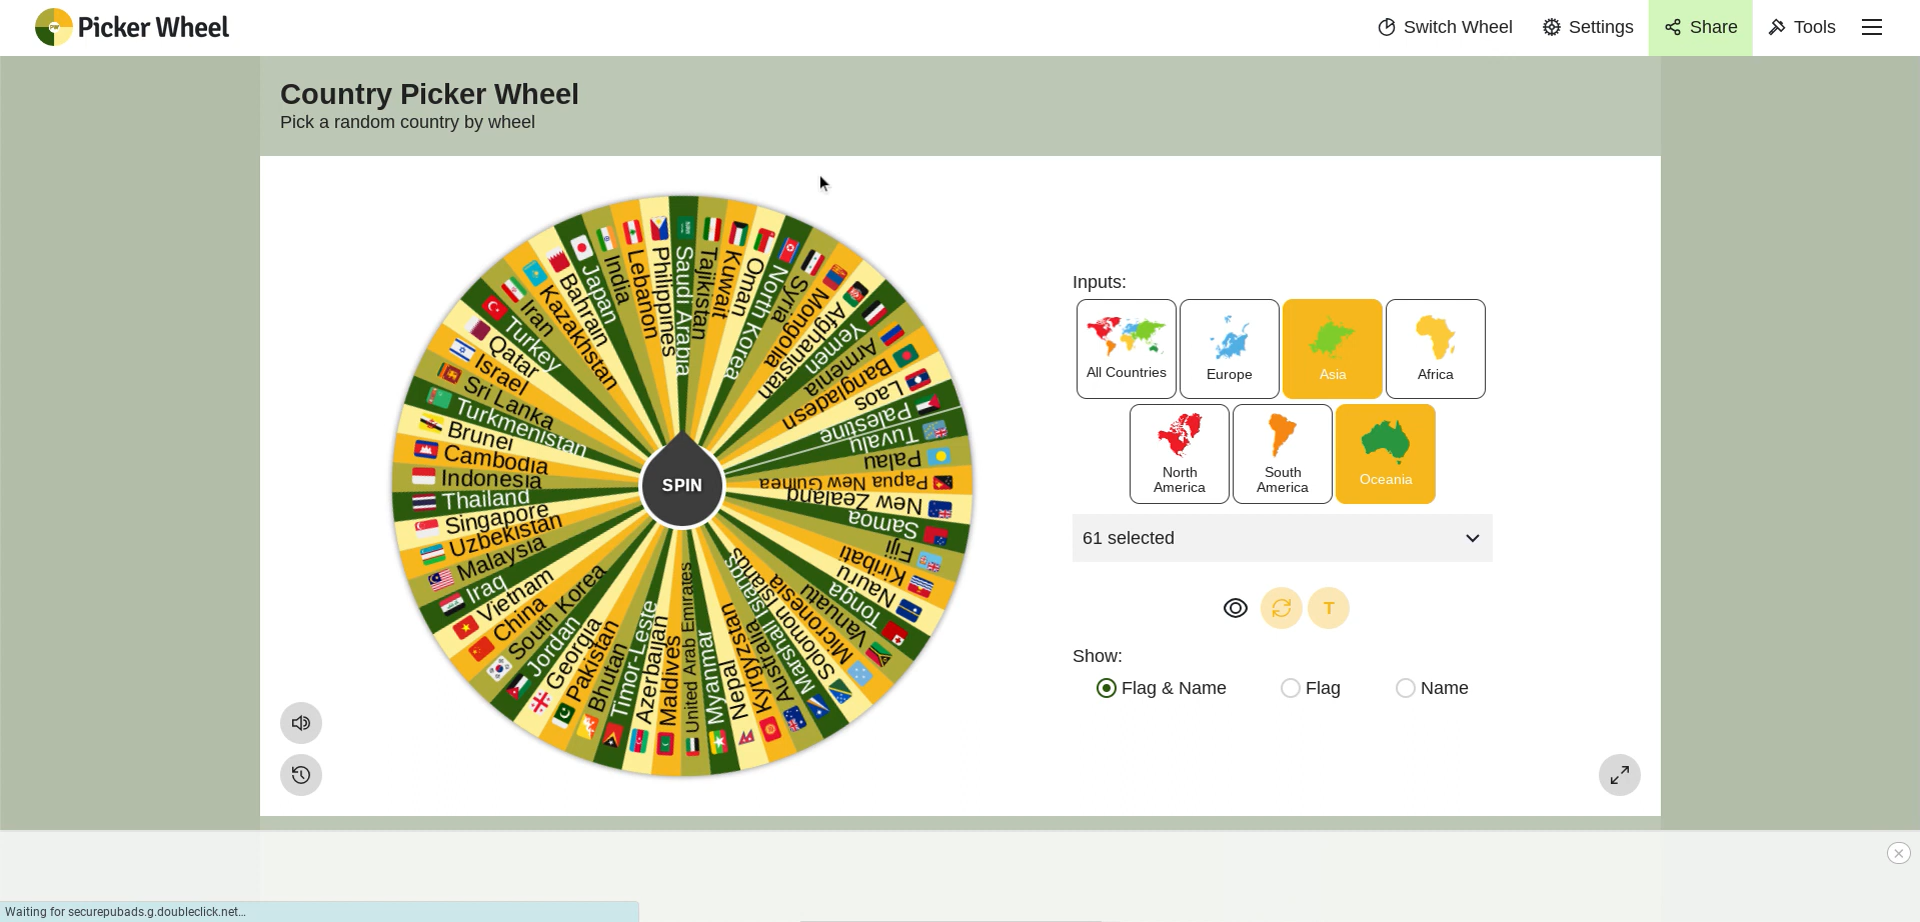 Picker Wheel
Switch Wheel
Settings
Share
Tools
Country Picker Wheel
Pick a random country by wheel
Saudi Arabia
Tajikistan
Kuwait
Oman
North Korea
Syria
Mongolia
Afghanistan
Yemen
Armenia
Bangladesh
Laos
Palestine
Tuvalu
Palau
Papua New Guinea
New Zealand
Samoa
Fiji
Kiribati
Nauru
Tonga
Vanuatu
Micronesia
Solomon Islands
Marshall Islands
Australia
Kyrgyzstan
Nepal
Myanmar
United Arab Emirates
Maldives
Azerbaijan
Timor-Leste
Bhutan
Pakistan
Georgia
Jordan
South Korea
China
Vietnam
Iraq
Malaysia
Uzbekistan
Singapore
Thailand
Indonesia
Cambodia
Brunei
Turkmenistan
Sri Lanka
Israel
Qatar
Turkey
Iran
Kazakhstan
Bahrain
Japan
India
Lebanon
Philippines
SPIN
Inputs:
All Countries
Europe
Asia
Africa
North
America
South
America
Oceania
61 selected
T
Show:
Flag & Name
Flag
Name
Waiting for securepubads.g.doubleclick.net...